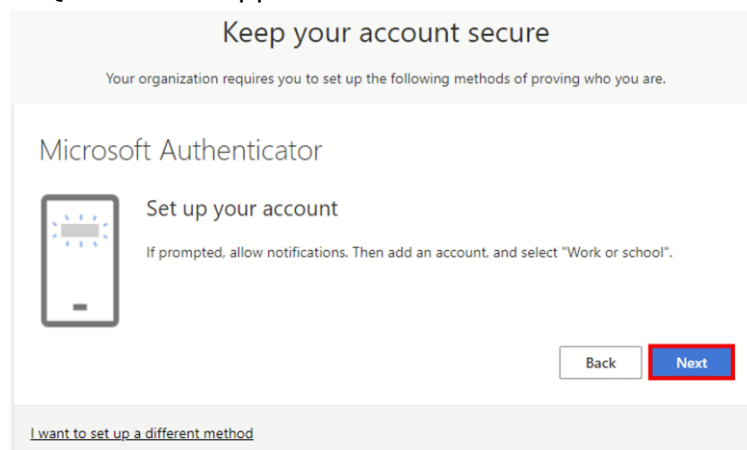 Keep your account secure
Your organization requires you to set up the following methods of proving who you are.
Microsoft Authenticator
Set up your account
If prompted, allow notifications. Then add an account, and select "Work or school".
Back Next
I want to set up a different method